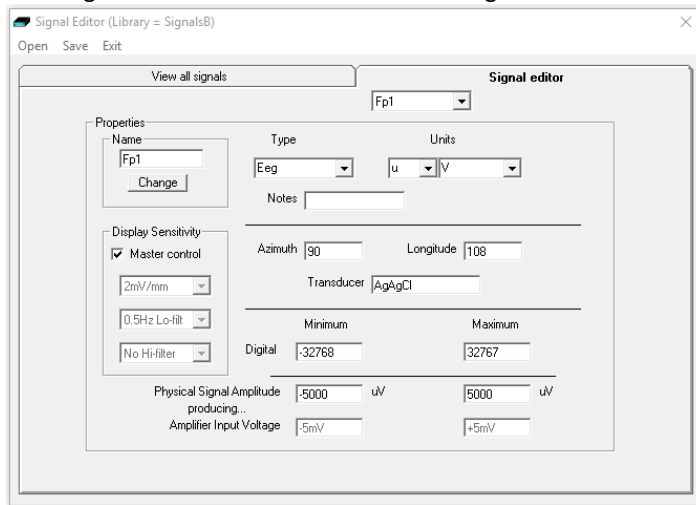 Signal Editor (Library = SignalsB)
Open Save Exit
View all signals Signal editor
Fp1
Properties
Name Type Units
Fp1
Eeg u V
Change
Notes
Display Sensitivity
Master control Azimuth 90 Longitude 108
2mV/mm Transducer AgAgCl
0.5Hz Lo-filt Minimum Maximum
No Hi-filter Digital -32768 32767
Physical Signal Amplitude -5000 uV 5000 uV
producing...
Amplifier Input Voltage -5mV +5mV